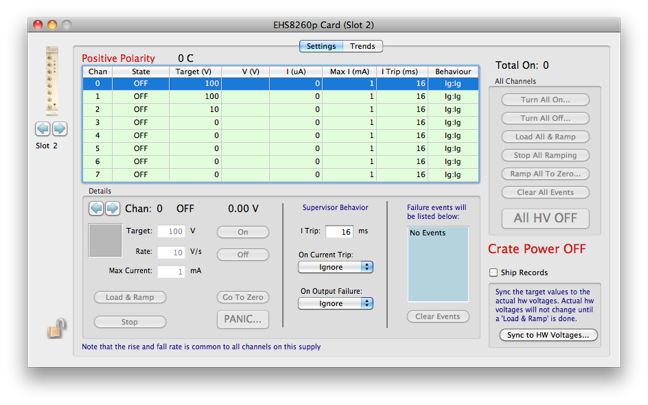 EHS8260p Card (Slot 2)
Settings Trends
Positive Polarity 0 C
Chan State Target (V) V (V) I (uA) Max I (mA) I Trip (ms) Behaviour
0 OFF 100 0 1 16 Ig:Ig
1 OFF 100 0 1 16 Ig:Ig
2 OFF 10 0 1 16 Ig:Ig
3 OFF 0 0 1 16 Ig:Ig
4 OFF 0 0 1 16 Ig:Ig
5 OFF 0 0 1 16 Ig:Ig
6 OFF 0 0 1 16 Ig:Ig
7 OFF 0 0 1 16 Ig:Ig
Slot 2
Total On: 0
All Channels
Turn All On...
Turn All Off...
Load All & Ramp
Stop All Ramping
Ramp All To Zero...
Clear All Events
All HV OFF
Crate Power OFF
Ship Records
Sync the target values to the
actual hw voltages. Actual hw
voltages will not change until
a 'Load & Ramp' is done.
Sync to HW Voltages...
Details
Chan: 0 OFF 0.00 V
Target: 100 V
Rate: 10 V/s
Max Current: 1 mA
On
Off
Load & Ramp
Go To Zero
Stop
PANIC...
Supervisor Behavior
I Trip: 16 ms
On Current Trip:
Ignore
On Output Failure:
Ignore
Failure events will
be listed below:
No Events
Clear Events
Note that the rise and fall rate is common to all channels on this supply